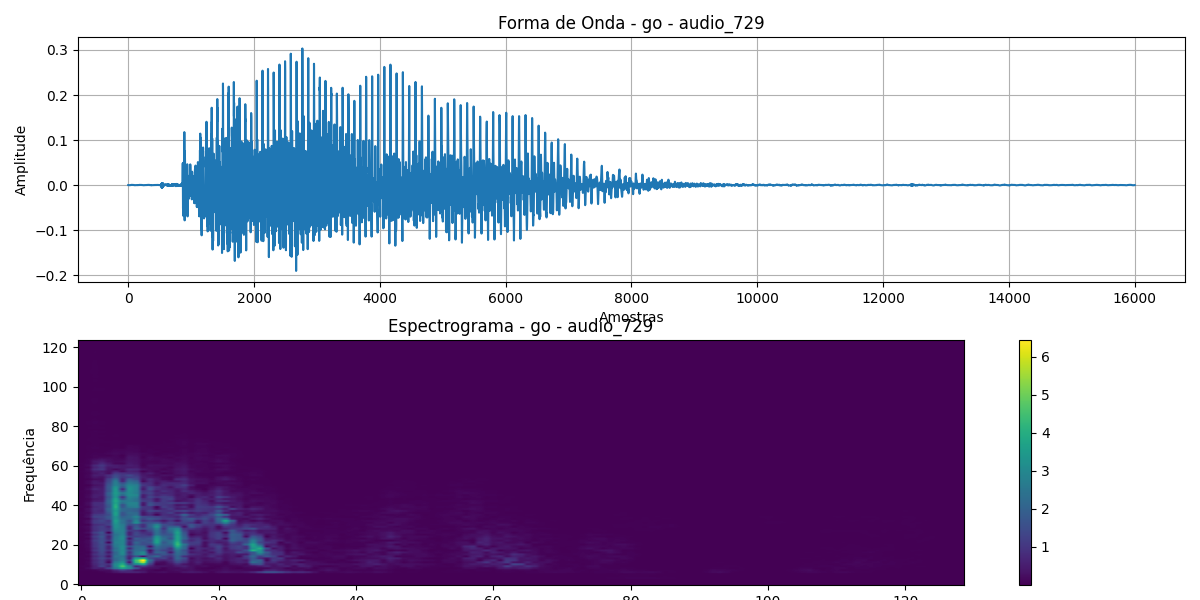 Forma de Onda - go - audio_729
0.3
0.2
0.1
0.0
−0.1
−0.2
Amplitude
0 2000 4000 6000 8000 10000 12000 14000 16000
Amostras
Espectrograma - go - audio_729
120
100
80
60
40
20
0
Frequência
0 20 40 60 80 100 120
6
5
4
3
2
1